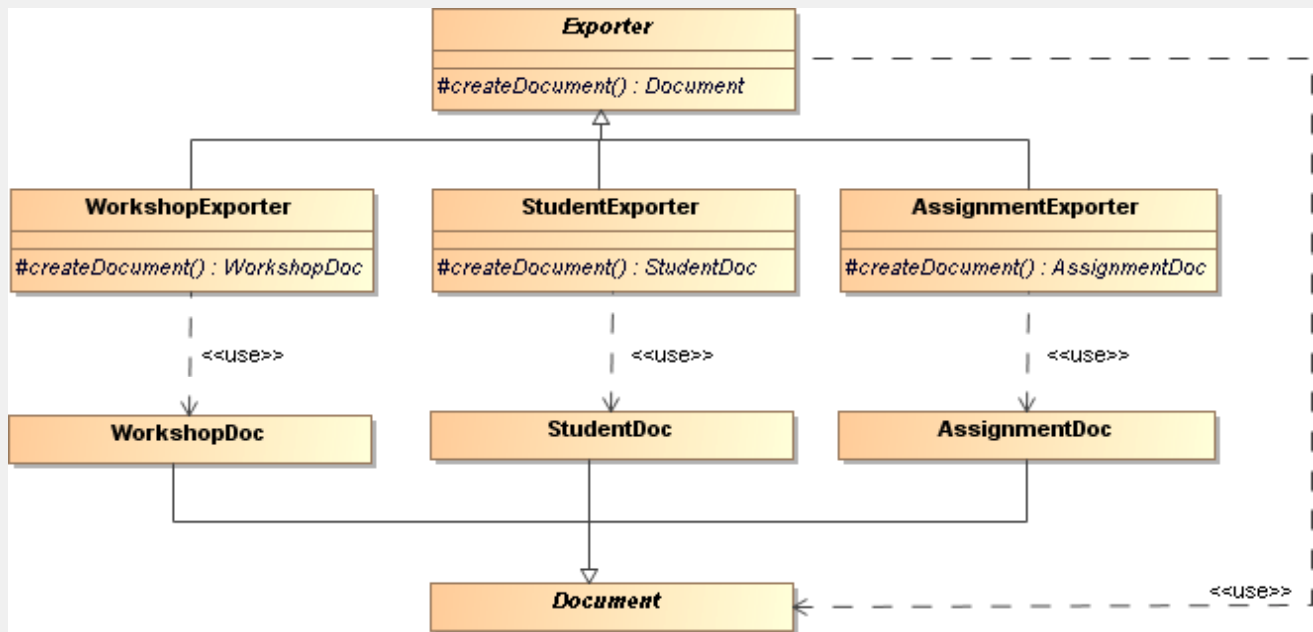 Exporter
#createDocument() : Document
WorkshopExporter
#createDocument() : WorkshopDoc
StudentExporter
#createDocument() : StudentDoc
AssignmentExporter
#createDocument() : AssignmentDoc
<<use>>
<<use>>
<<use>>
WorkshopDoc
StudentDoc
AssignmentDoc
Document
<<use>>